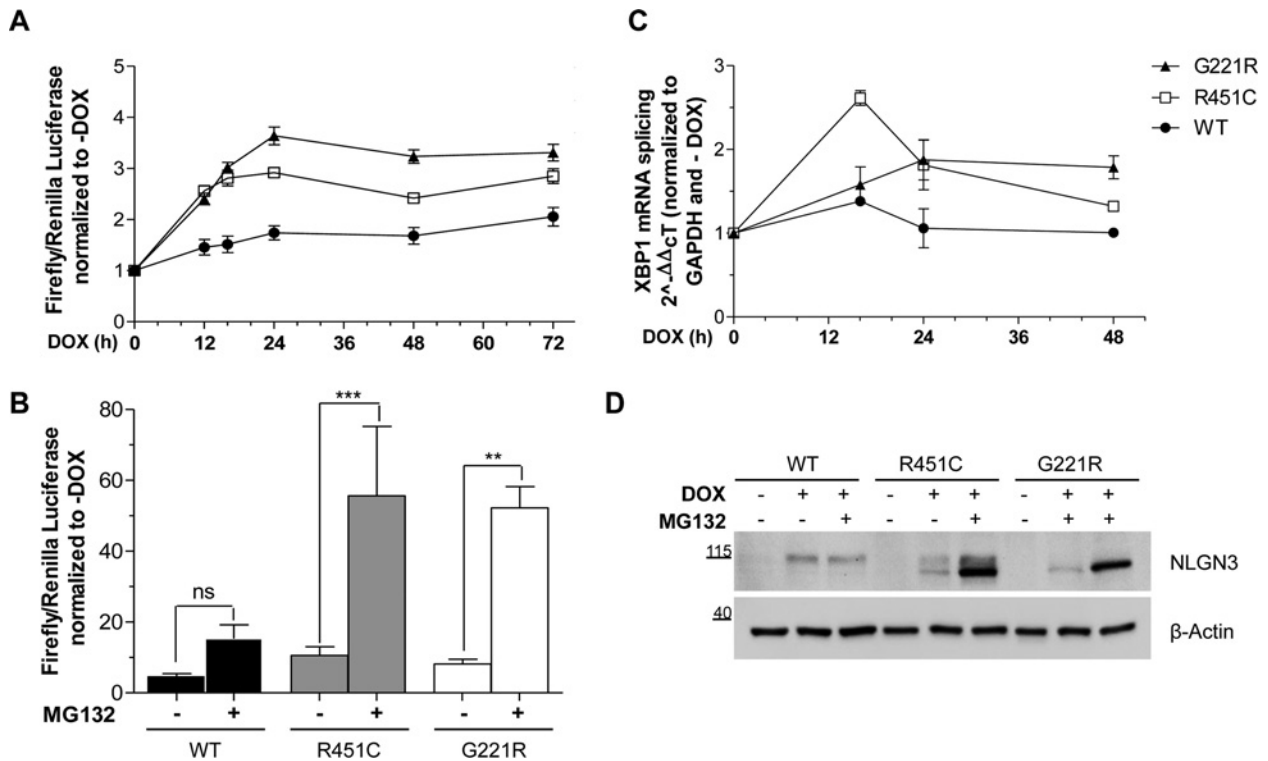 A
Firefly/Renilla Luciferase
normalized to -DOX
5
4
3
2
1
0
DOX (h) 0 12 24 36 48 60 72
C
XBP1 mRNA splicing
2^-ΔΔcT (normalized to
GAPDH and - DOX)
3
2
1
0
DOX (h) 0 12 24 36 48
G221R
R451C
WT
B
Firefly/Renilla Luciferase
normalized to -DOX
80
60
40
20
0
ns
***
**
MG132 - + - + - +
WT R451C G221R
D
WT R451C G221R
DOX - + + - + + - + +
MG132 - - + - - + - + +
115
NLGN3
40
β-Actin